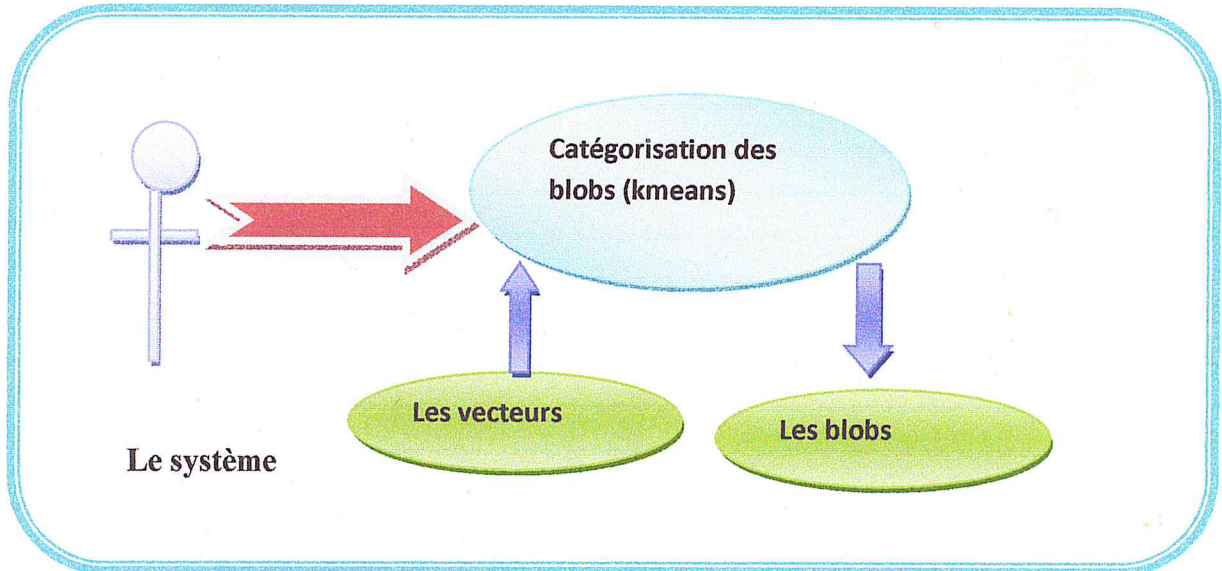 Catégorisation des
blobs (kmeans)
Les vecteurs
Les blobs
Le système